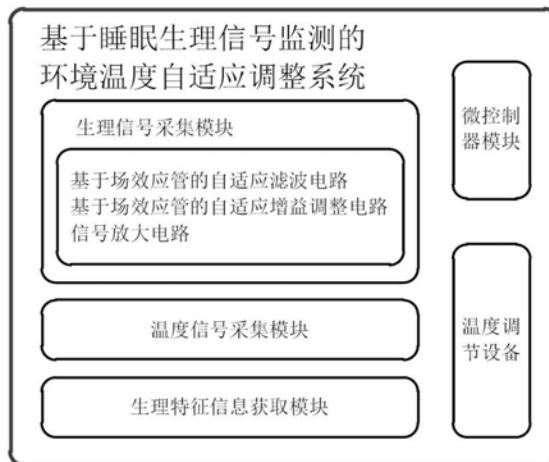 基于睡眠生理信号监测的
环境温度自适应调整系统
生理信号采集模块
基于场效应管的自适应滤波电路
基于场效应管的自适应增益调整电路
信号放大电路
温度信号采集模块
生理特征信息获取模块
微控制
器模块
温度调
节设备